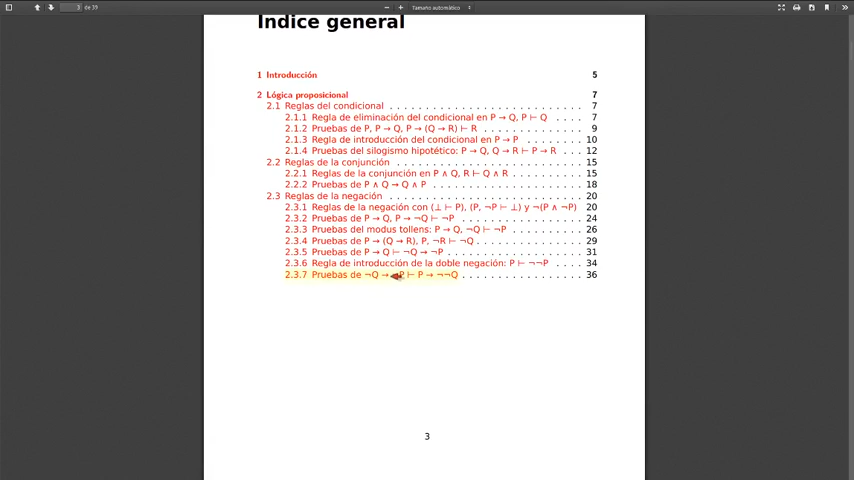 3 de 39 Tamaño automático
Índice general
1 Introducción 5
2 Lógica proposicional 7
2.1 Reglas del condicional . . . . . . . . . . . . . . . . . . . . . . . . . . . 7
2.1.1 Regla de eliminación del condicional en P → Q, P ⊢ Q . . . . 7
2.1.2 Pruebas de P, P → Q, P → (Q → R) ⊢ R . . . . . . . . . . . . . . 9
2.1.3 Regla de introducción del condicional en P → P . . . . . . . . 10
2.1.4 Pruebas del silogismo hipotético: P → Q, Q → R ⊢ P → R . . . 12
2.2 Reglas de la conjunción . . . . . . . . . . . . . . . . . . . . . . . . . . 15
2.2.1 Reglas de la conjunción en P ∧ Q, R ⊢ Q ∧ R . . . . . . . . . . 15
2.2.2 Pruebas de P ∧ Q → Q ∧ P . . . . . . . . . . . . . . . . . . . . . 18
2.3 Reglas de la negación . . . . . . . . . . . . . . . . . . . . . . . . . . . 20
2.3.1 Reglas de la negación con (⊥ ⊢ P), (P, ¬P ⊢ ⊥) y ¬(P ∧ ¬P) 20
2.3.2 Pruebas de P → Q, P → ¬Q ⊢ ¬P . . . . . . . . . . . . . . . . . 24
2.3.3 Pruebas del modus tollens: P → Q, ¬Q ⊢ ¬P . . . . . . . . . . 26
2.3.4 Pruebas de P → (Q → R), P, ¬R ⊢ ¬Q . . . . . . . . . . . . . . . 29
2.3.5 Pruebas de P → Q ⊢ ¬Q → ¬P . . . . . . . . . . . . . . . . . . . 31
2.3.6 Regla de introducción de la doble negación: P ⊢ ¬¬P . . . . 34
2.3.7 Pruebas de ¬Q → ¬P ⊢ P → ¬¬Q . . . . . . . . . . . . . . . . . 36
3